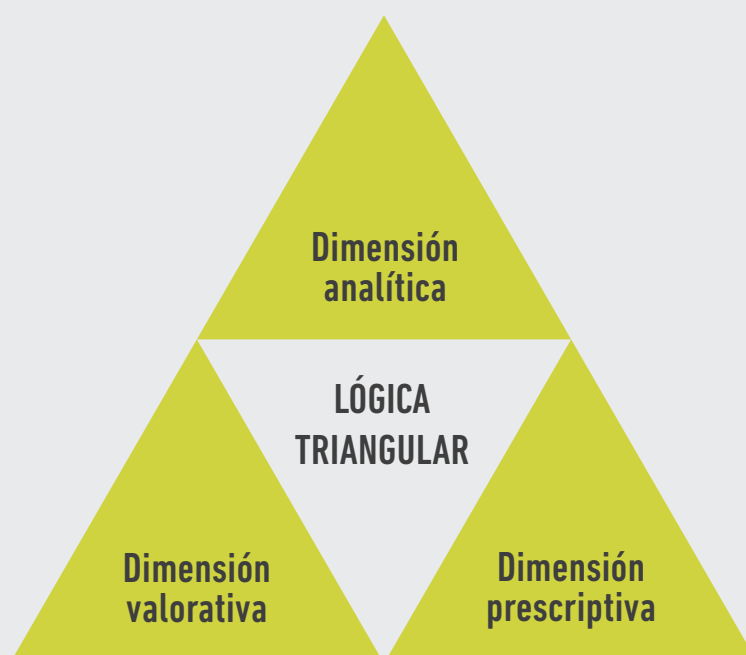 Dimensión
analítica
LÓGICA
TRIANGULAR
Dimensión
valorativa
Dimensión
prescriptiva